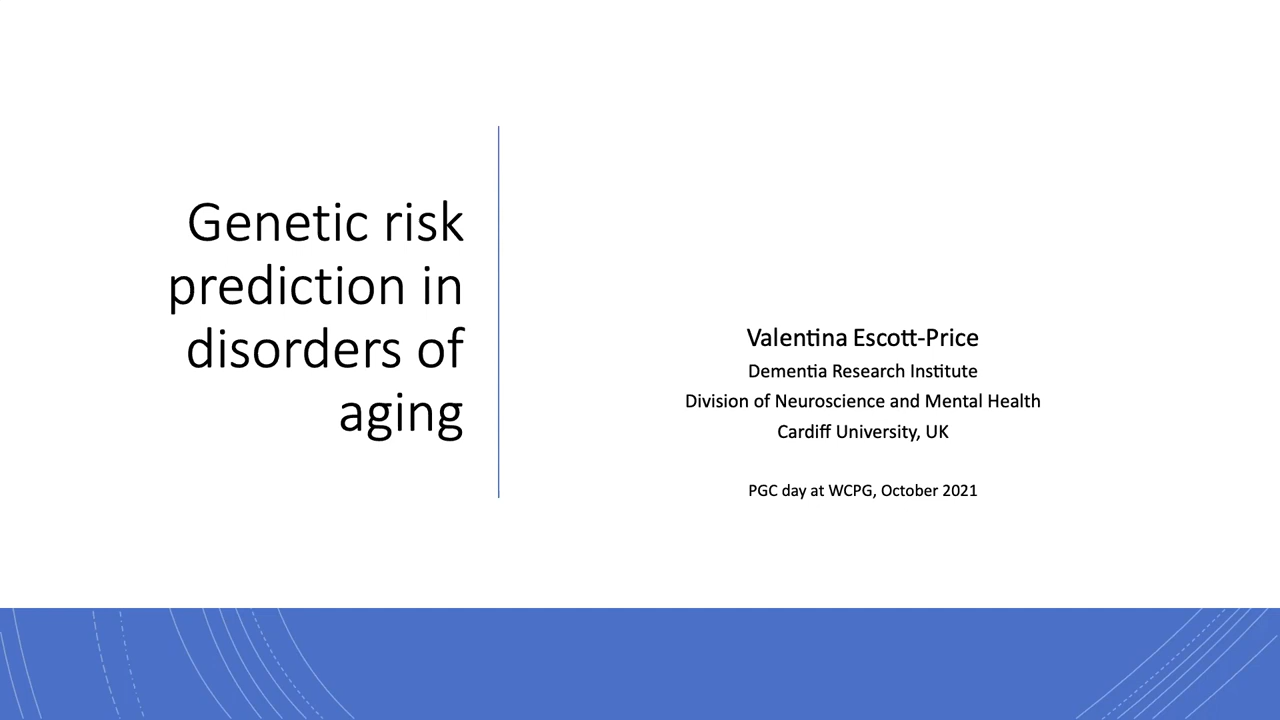 Genetic risk
prediction in
disorders of
aging
Valentina Escott-Price
Dementia Research Institute
Division of Neuroscience and Mental Health
Cardiff University, UK
PGC day at WCPG, October 2021